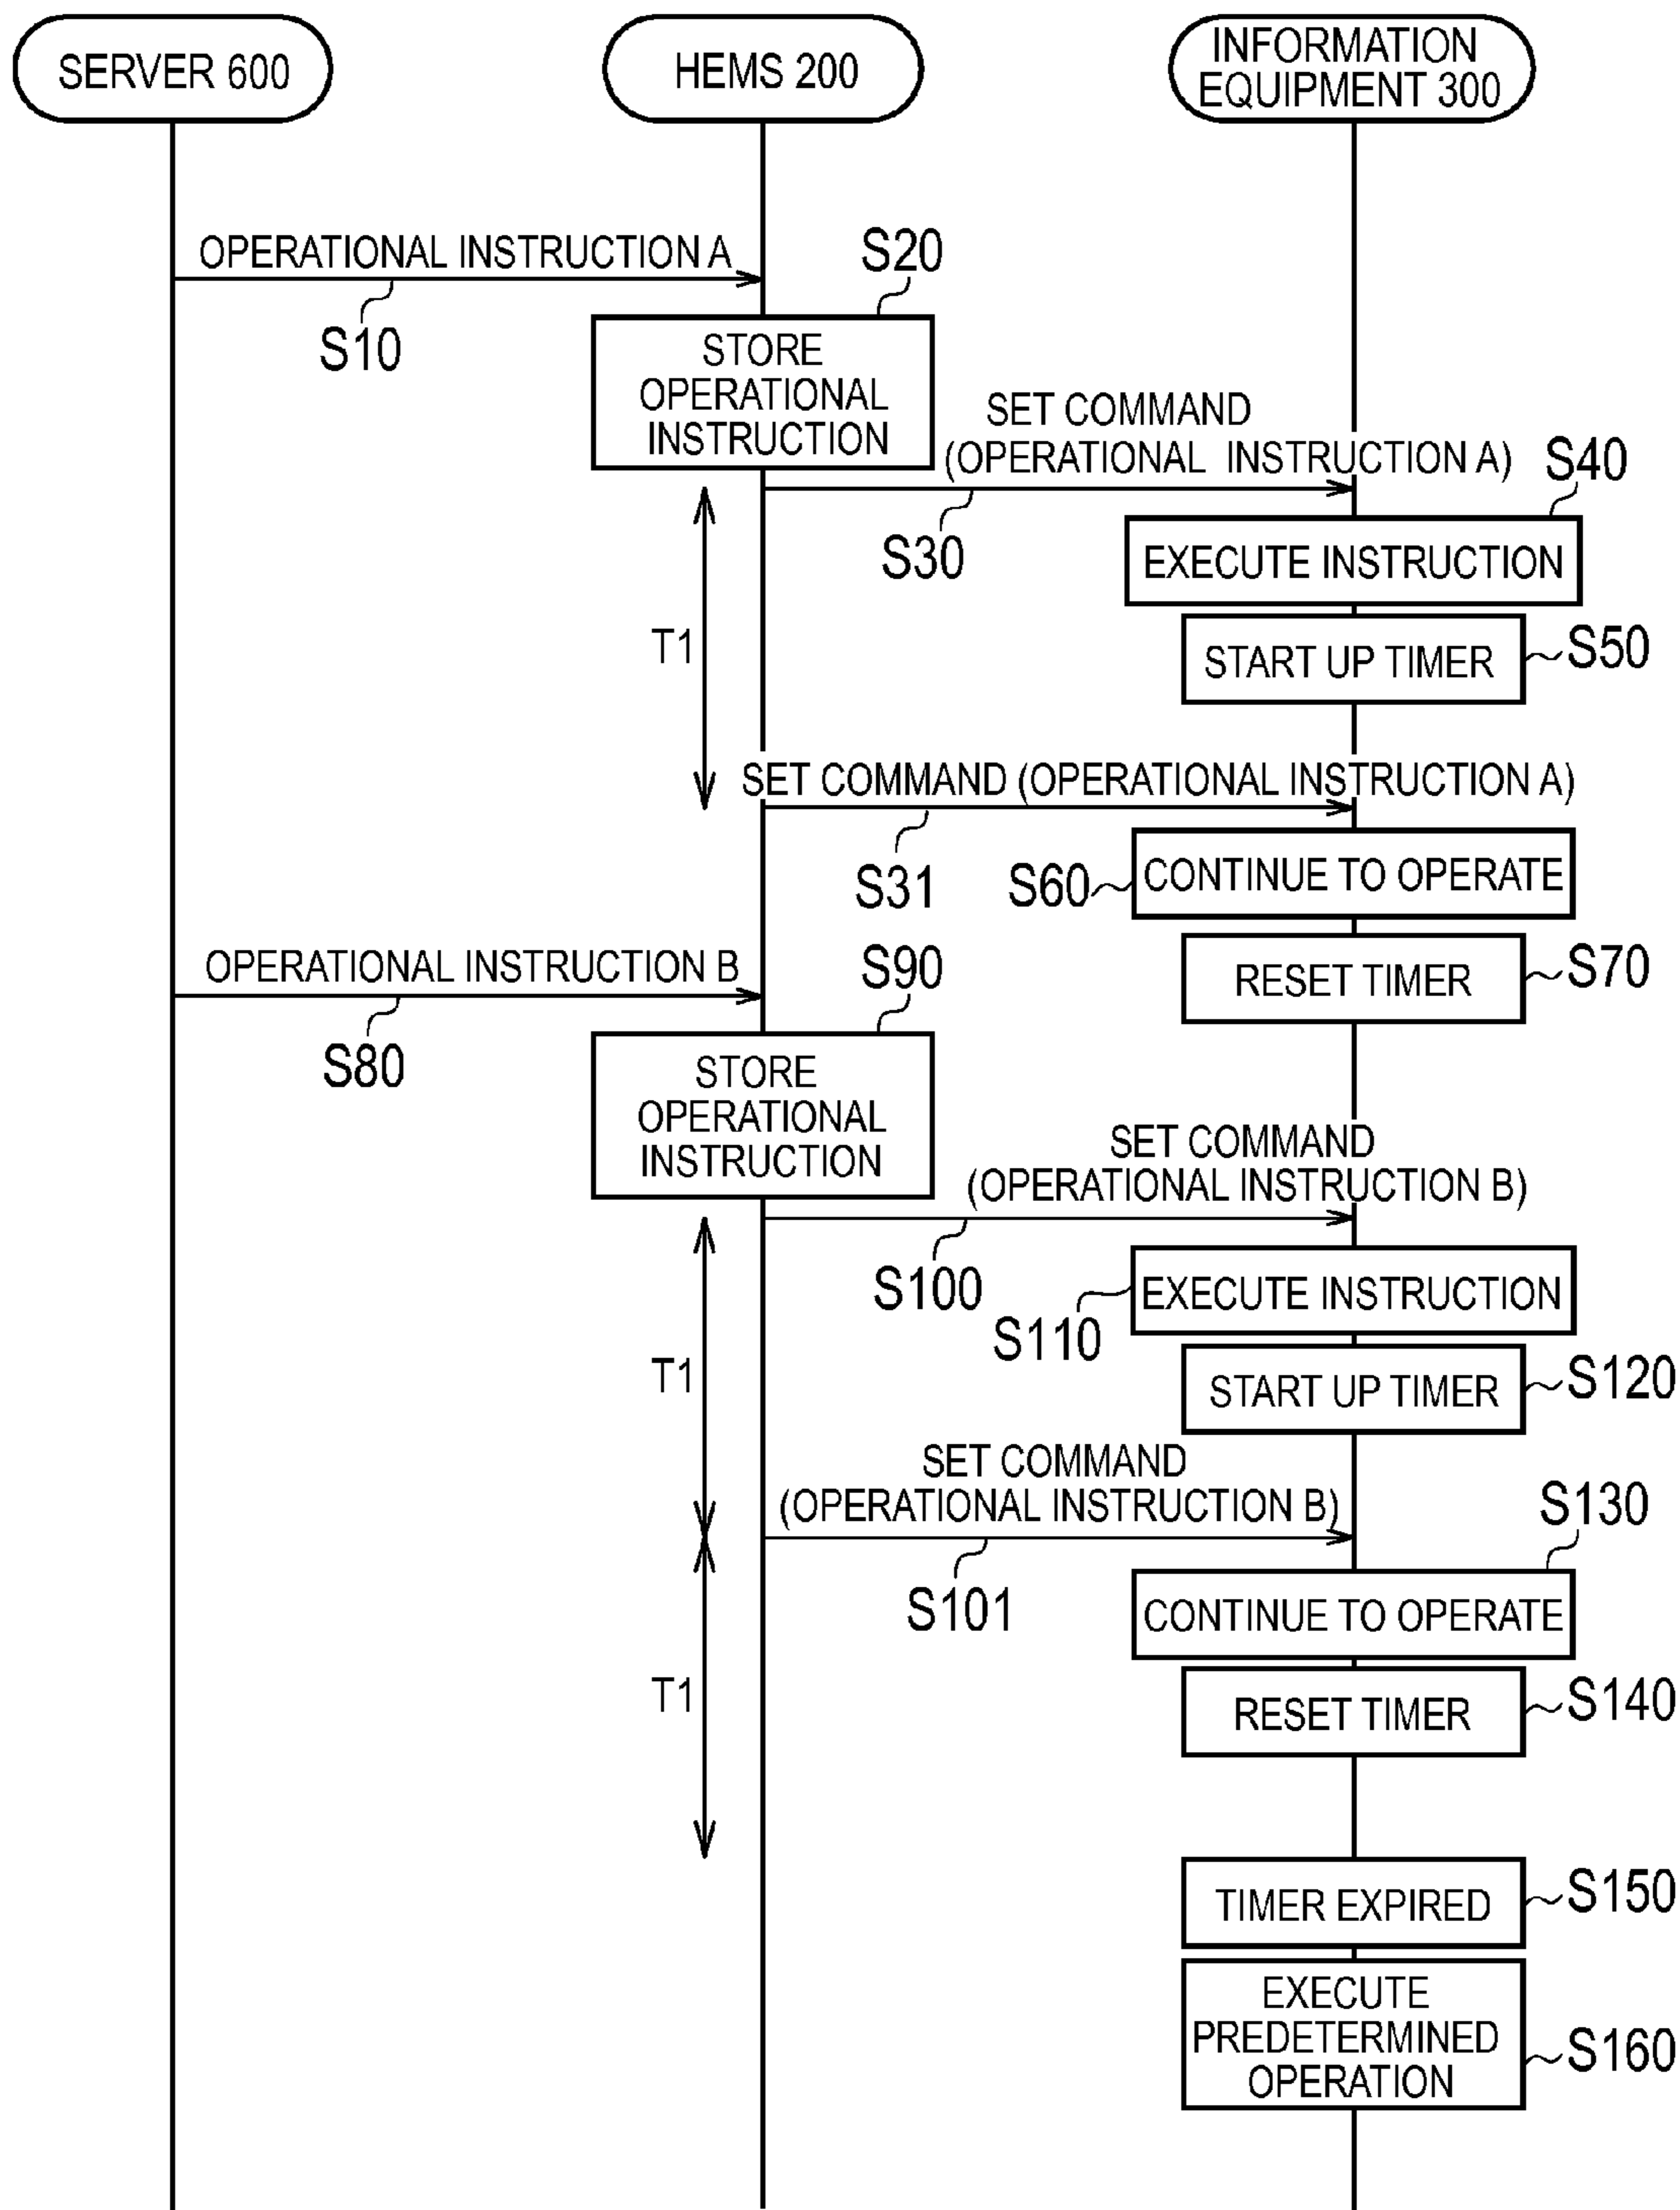 SERVER 600
HEMS 200
INFORMATION
EQUIPMENT 300
OPERATIONAL INSTRUCTION A
S10
S20
STORE
OPERATIONAL
INSTRUCTION
SET COMMAND
(OPERATIONAL INSTRUCTION A)
S30
S40
EXECUTE INSTRUCTION
T1
START UP TIMER
S50
SET COMMAND (OPERATIONAL INSTRUCTION A)
S31
S60
CONTINUE TO OPERATE
OPERATIONAL INSTRUCTION B
S80
S90
RESET TIMER
S70
STORE
OPERATIONAL
INSTRUCTION
SET COMMAND
(OPERATIONAL INSTRUCTION B)
S100
S110
EXECUTE INSTRUCTION
T1
START UP TIMER
S120
SET COMMAND
(OPERATIONAL INSTRUCTION B)
S101
S130
CONTINUE TO OPERATE
T1
RESET TIMER
S140
TIMER EXPIRED
S150
EXECUTE
PREDETERMINED
OPERATION
S160